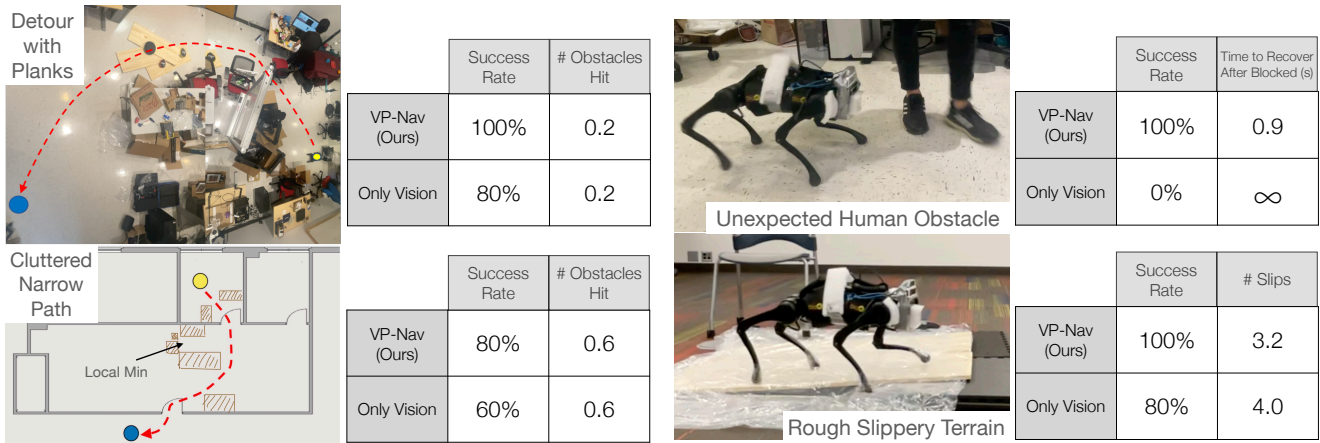 Detour
with
Planks
Success
Rate
# Obstacles
Hit
VP-Nav
(Ours)
100%
0.2
Only Vision
80%
0.2
Cluttered
Narrow
Path
Local Min
Success
Rate
# Obstacles
Hit
VP-Nav
(Ours)
80%
0.6
Only Vision
60%
0.6
Unexpected Human Obstacle
Success
Rate
Time to Recover
After Blocked (s)
VP-Nav
(Ours)
100%
0.9
Only Vision
0%
∞
Rough Slippery Terrain
Success
Rate
# Slips
VP-Nav
(Ours)
100%
3.2
Only Vision
80%
4.0